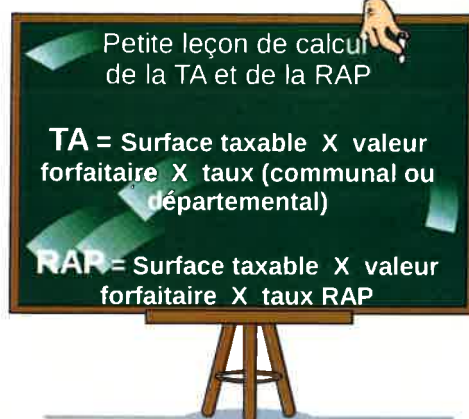 Petite leçon de calcul
de la TA et de la RAP
TA = Surface taxable X valeur
forfaitaire X taux (communal ou
départemental)
RAP = Surface taxable X valeur
forfaitaire X taux RAP